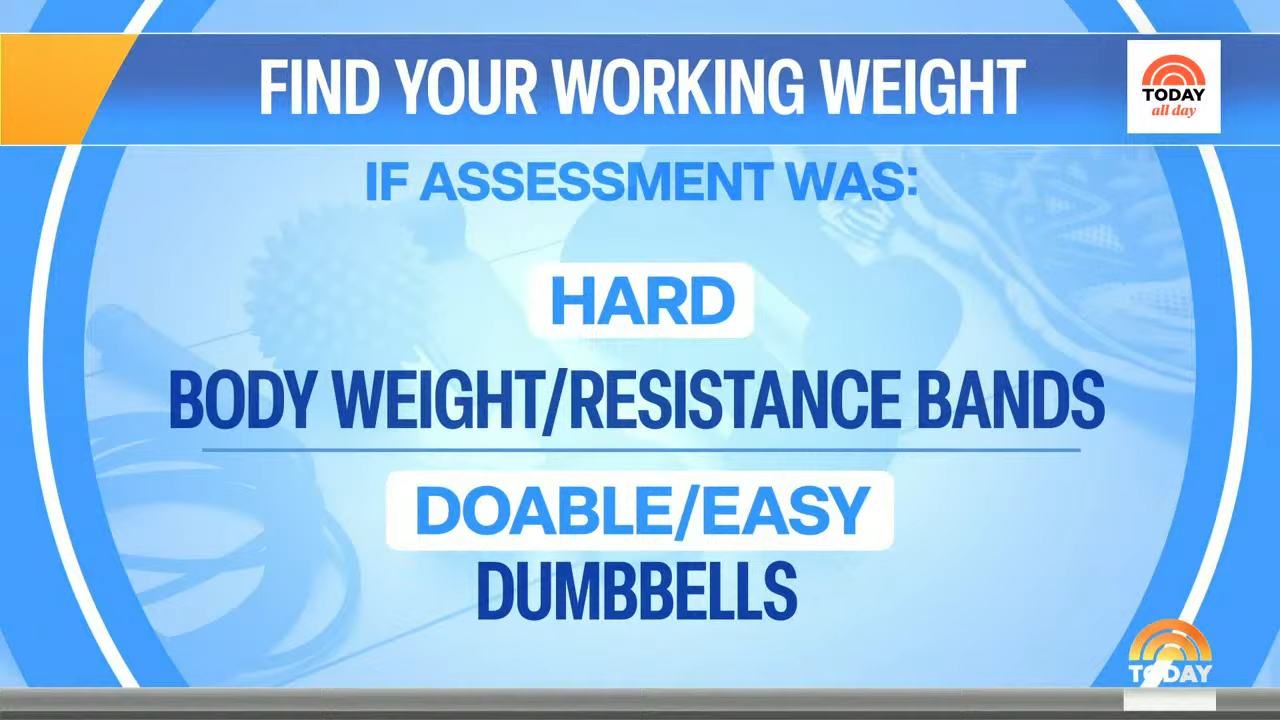 FIND YOUR WORKING WEIGHT
TODAY
all day
IF ASSESSMENT WAS:
HARD
BODY WEIGHT/RESISTANCE BANDS
DOABLE/EASY
DUMBBELLS
TODAY